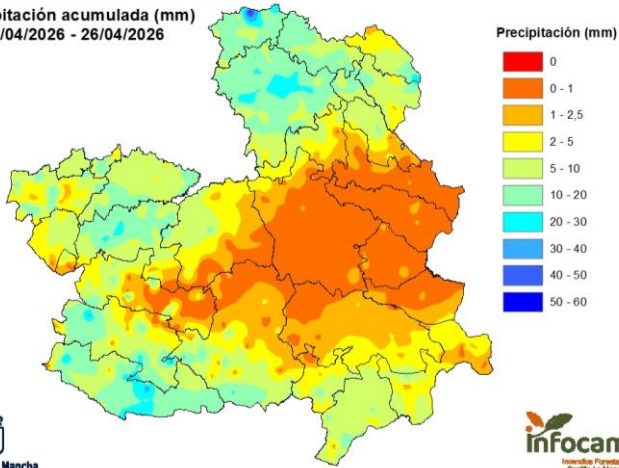 pitación acumulada (mm)
/04/2026 - 26/04/2026
Precipitación (mm)
0
0 - 1
1 - 2,5
2 - 5
5 - 10
10 - 20
20 - 30
30 - 40
40 - 50
50 - 60
Mancha
infocam